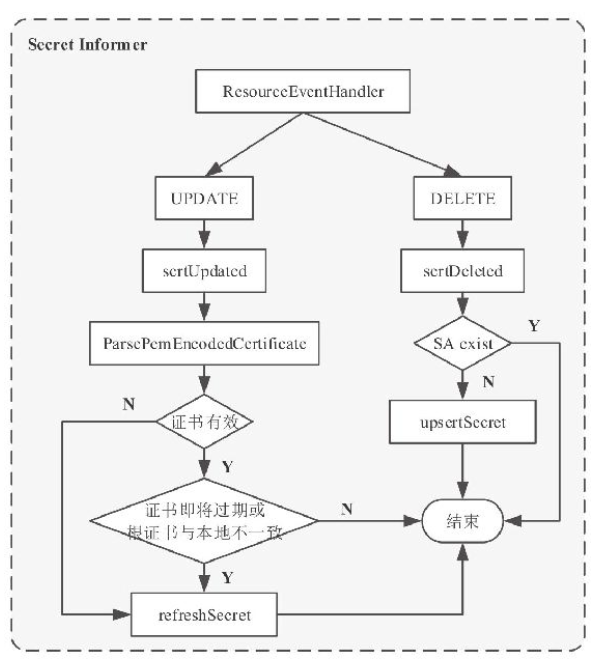 Secret Informer
ResourceEventHandler
UPDATE
DELETE
scrtUpdated
scrtDeleted
ParsePemEncodedCertificate
SA exist
Y
N
N
证书有效
upsertSecret
Y
证书即将过期或
根证书与本地不一致
N
结束
Y
refreshSecret